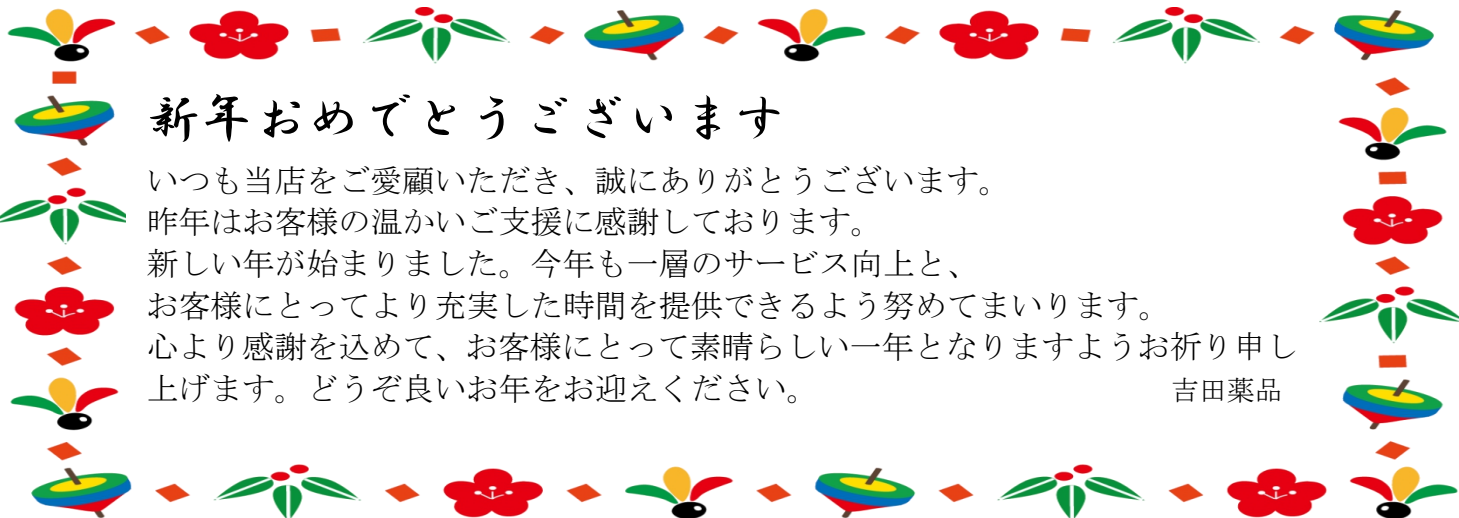 新年おめでとうございます
いつも当店をご愛顧いただき、誠にありがとうございます。
昨年はお客様の温かいご支援に感謝しております。
新しい年が始まりました。今年も一層のサービス向上と、
お客様にとってより充実した時間を提供できるよう努めてまいります。
心より感謝を込めて、お客様にとって素晴らしい一年となりますようお祈り申し
上げます。どうぞ良いお年をお迎えください。
吉田薬品